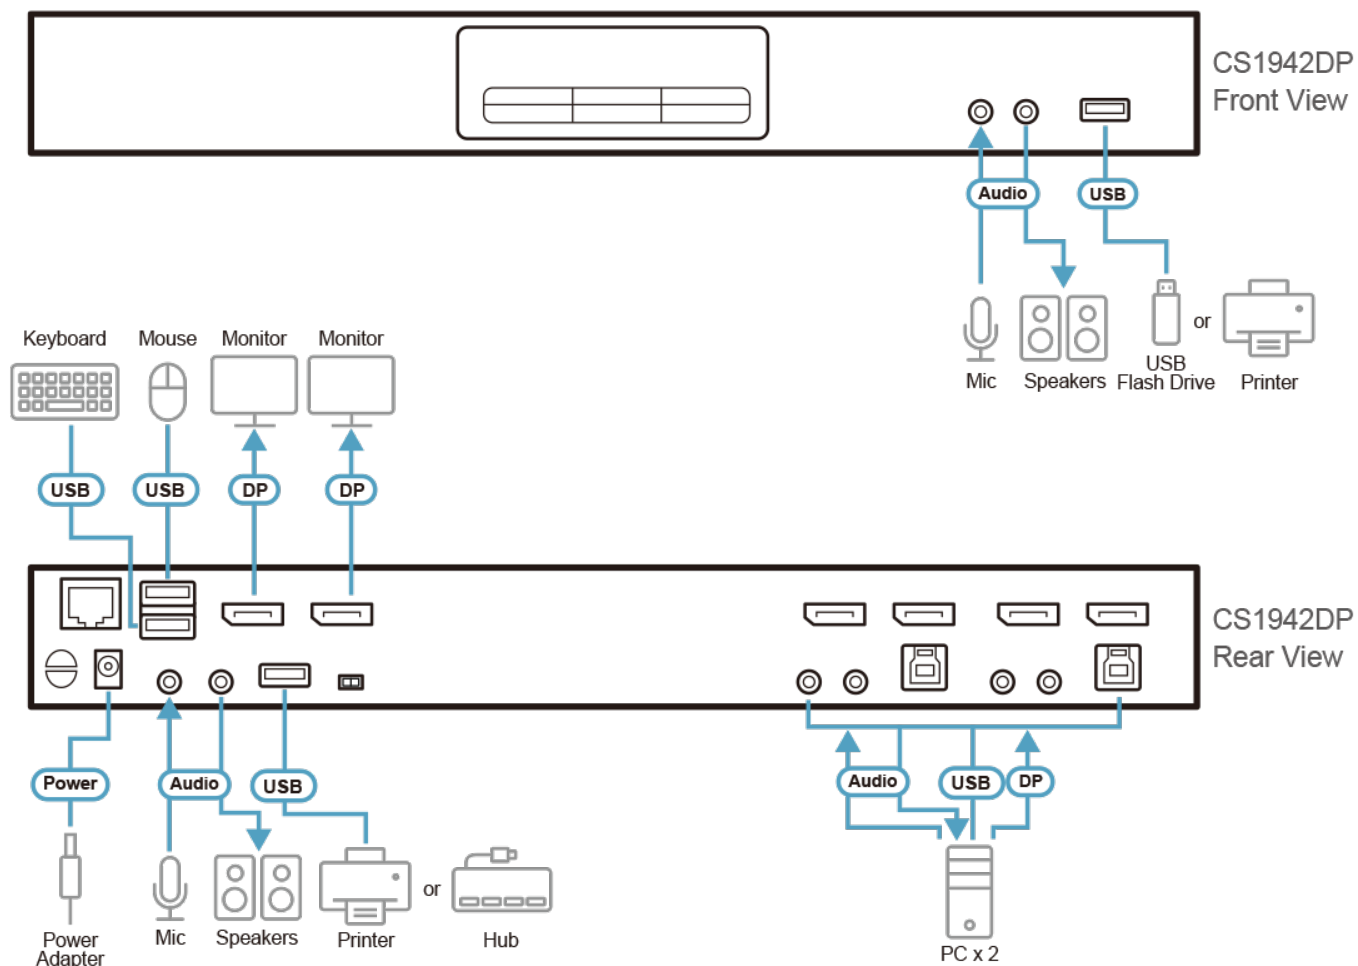 CS1942DP
Front View
Audio
USB
or
Mic
Speakers
USB
Flash Drive
Printer
Keyboard
Mouse
Monitor
Monitor
USB
USB
DP
DP
CS1942DP
Rear View
Power
Audio
USB
Audio
USB
DP
or
Power
Adapter
Mic
Speakers
Printer
Hub
PC x 2